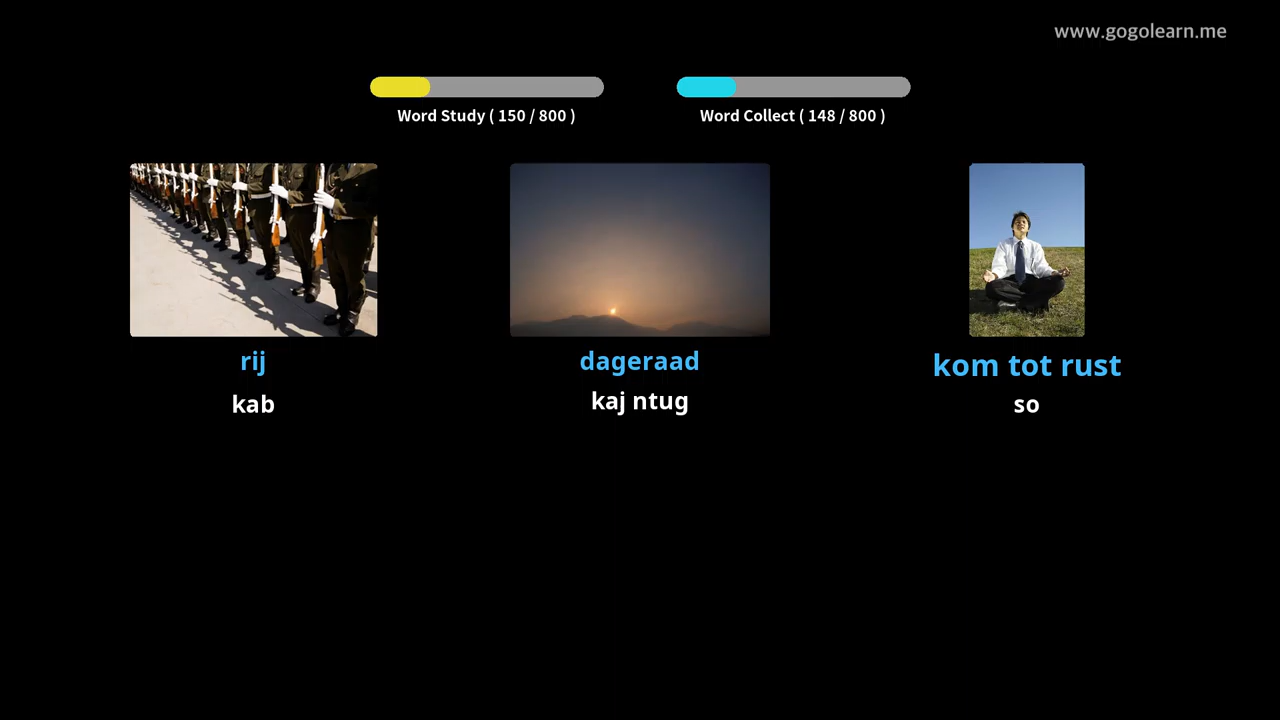 www.gogolearn.me
Word Study ( 150 / 800 )
Word Collect ( 148 / 800 )
rij
dageraad
kom tot rust
kab
kaj ntug
so